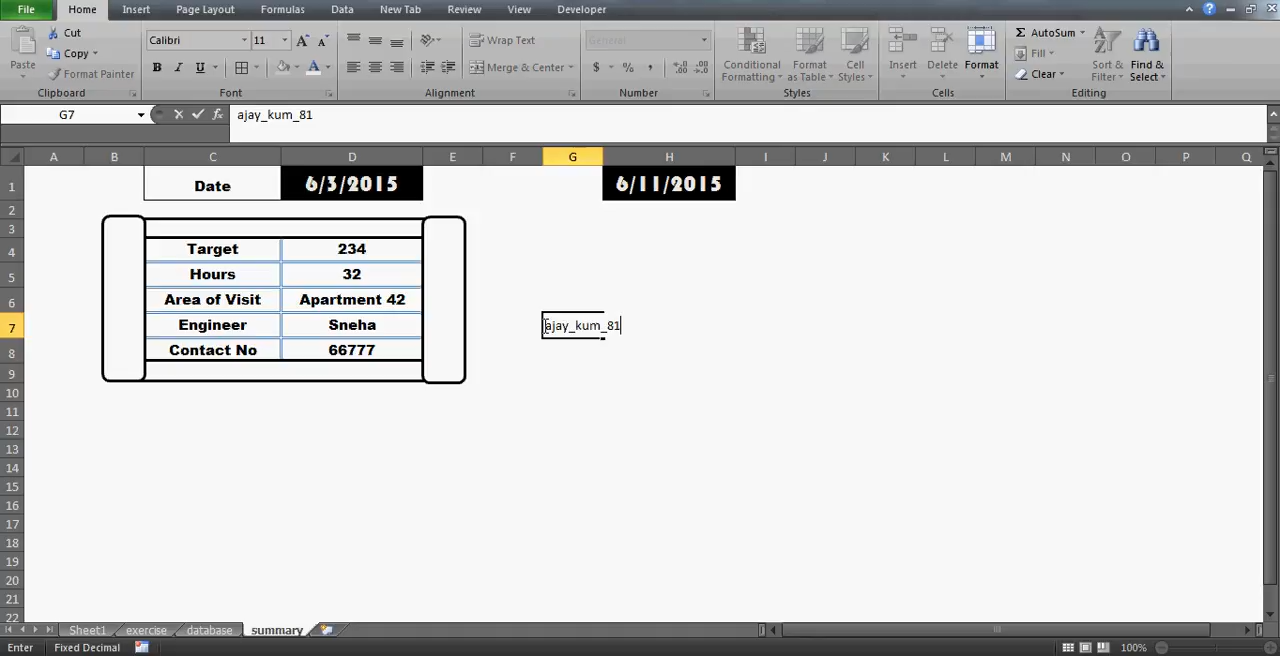 File Home Insert Page Layout Formulas Data New Tab Review View Developer
Cut
Copy
Format Painter
Paste
Clipboard
Calibri 11
B I U
Font
Wrap Text
Merge & Center
Alignment
General
$ % ,
Number
Conditional Formatting
Format as Table
Cell Styles
Styles
Insert
Delete
Format
Cells
AutoSum
Fill
Clear
Sort & Filter
Find & Select
Editing
G7 fx ajay_kum_81
A B C D E F G H I J K L M N O P Q
1 Date 6/3/2015 6/11/2015
2
3
4 Target 234
5 Hours 32
6 Area of Visit Apartment 42
7 Engineer Sneha ajay_kum_81
8 Contact No 66777
9
10
11
12
13
14
15
16
17
18
19
20
21
22
Sheet1 exercise database summary
Enter Fixed Decimal 100%